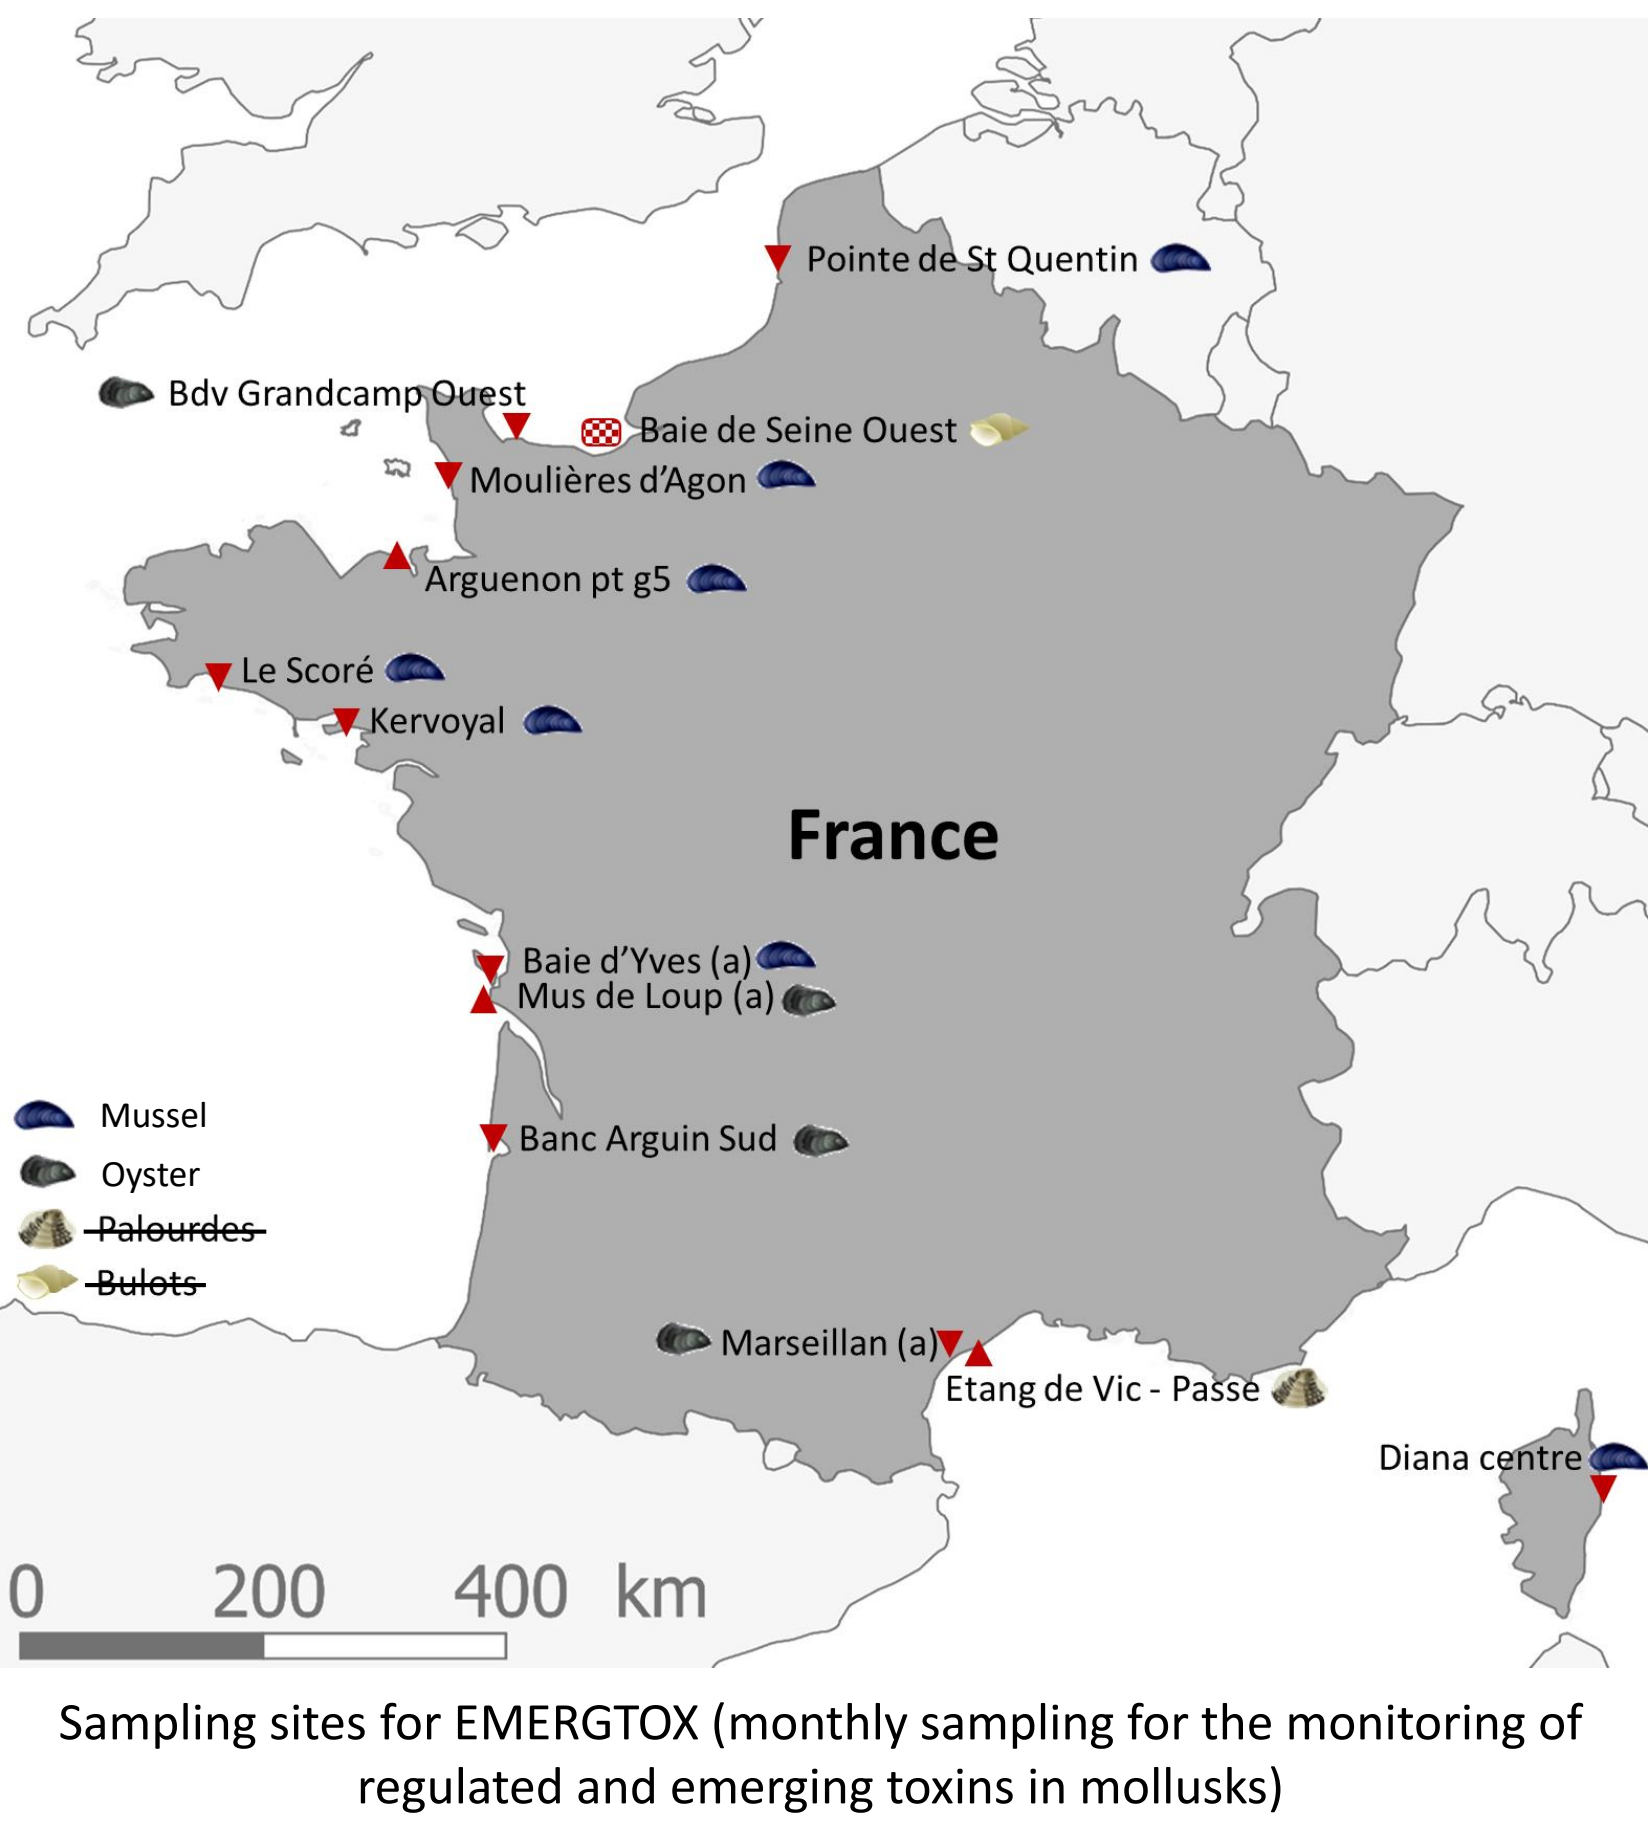 Pointe de St Quentin
Bdv Grandcamp Ouest
Baie de Seine Ouest
Moulières d’Agon
Arguenon pt g5
Le Scoré
Kervoyal
France
Baie d’Yves (a)
Mus de Loup (a)
Mussel
Banc Arguin Sud
Oyster
Palourdes
Bulots
Marseillan (a)
Etang de Vic - Passe
Diana centre
0 200 400 km
Sampling sites for EMERGTOX (monthly sampling for the monitoring of
regulated and emerging toxins in mollusks)